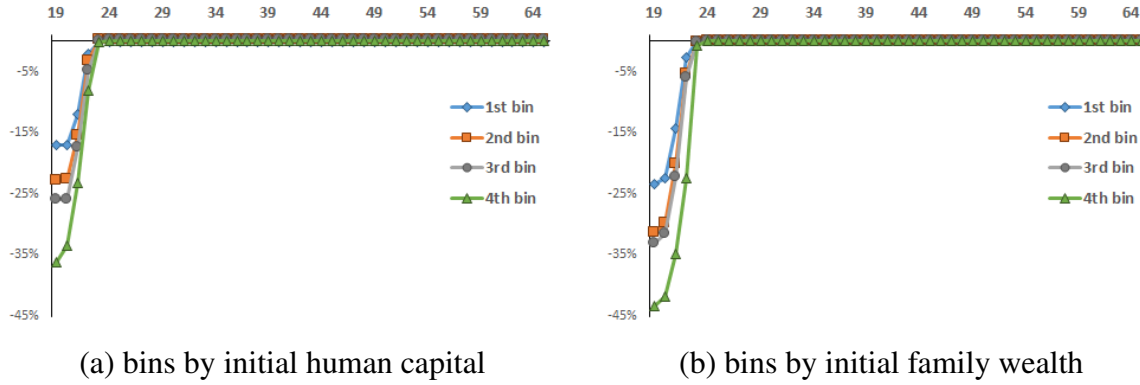 19 24 29 34 39 44 49 54 59 64
-5%
-15%
-25%
-35%
-45%
1st bin
2nd bin
3rd bin
4th bin
(a) bins by initial human capital
19 24 29 34 39 44 49 54 59 64
-5%
-15%
-25%
-35%
-45%
1st bin
2nd bin
3rd bin
4th bin
(b) bins by initial family wealth